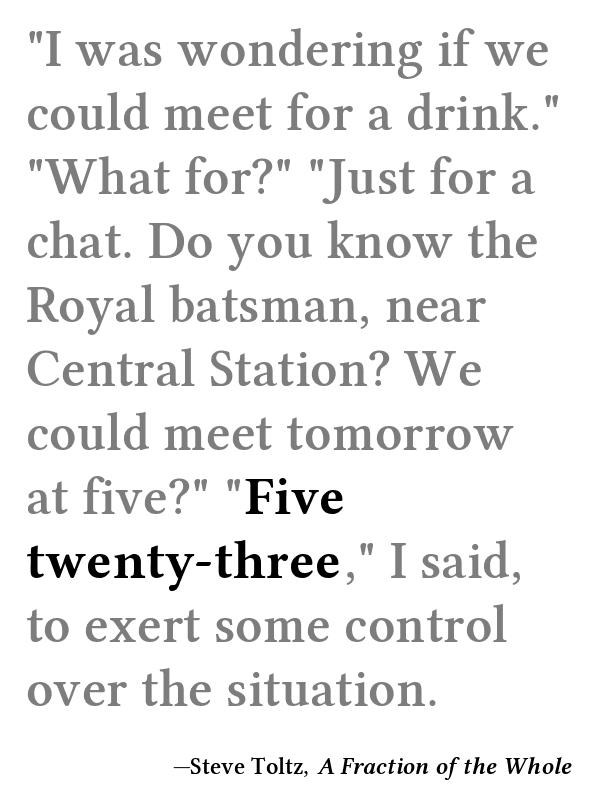 "I was wondering if we
could meet for a drink."
"What for?" "Just for a
chat. Do you know the
Royal batsman, near
Central Station? We
could meet tomorrow
at five?" "Five
twenty-three," I said,
to exert some control
over the situation.
—Steve Toltz, A Fraction of the Whole